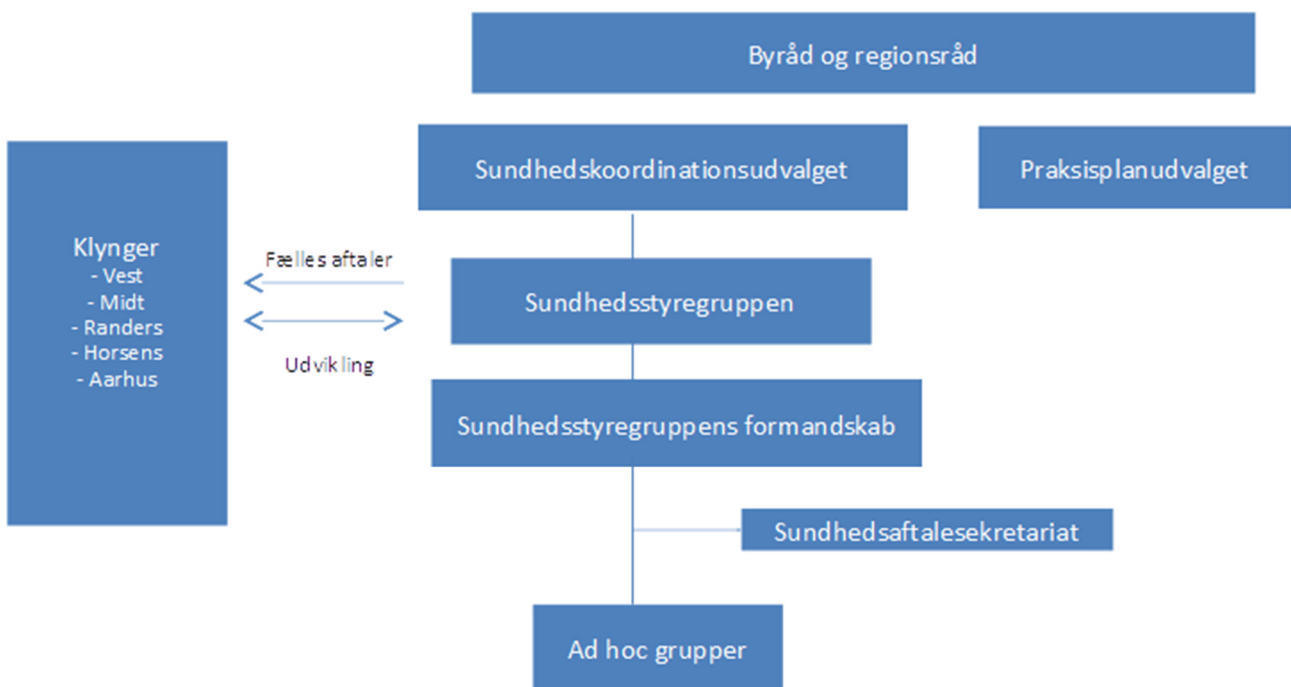 Byråd og regionsråd
Sundhedskoordinationsudvalget
Praksisplanudvalget
Klynger
- Vest
- Midt
- Randers
- Horsens
- Aarhus
Fælles aftaler
Udvikling
Sundhedsstyregruppen
Sundhedsstyregruppens formandskab
Sundhedsaftalesekretariat
Ad hoc grupper